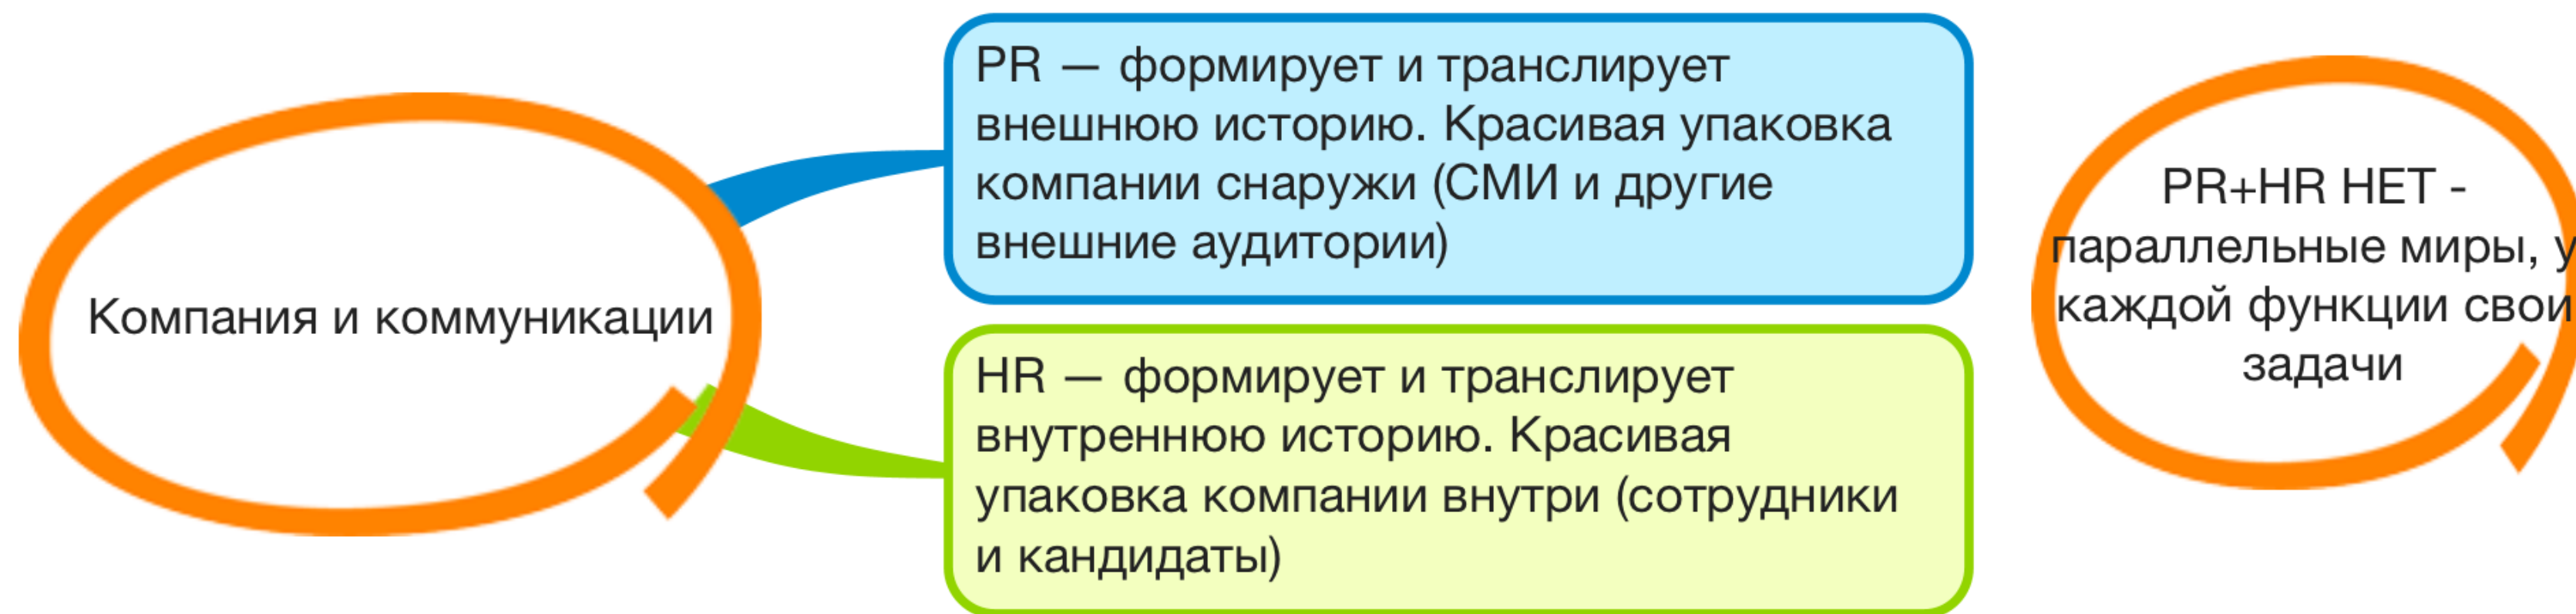 Компания и коммуникации
PR — формирует и транслирует
внешнюю историю. Красивая упаковка
компании снаружи (СМИ и другие
внешние аудитории)
HR — формирует и транслирует
внутреннюю историю. Красивая
упаковка компании внутри (сотрудники
и кандидаты)
PR+HR НЕТ -
параллельные миры, у
каждой функции свои
задачи